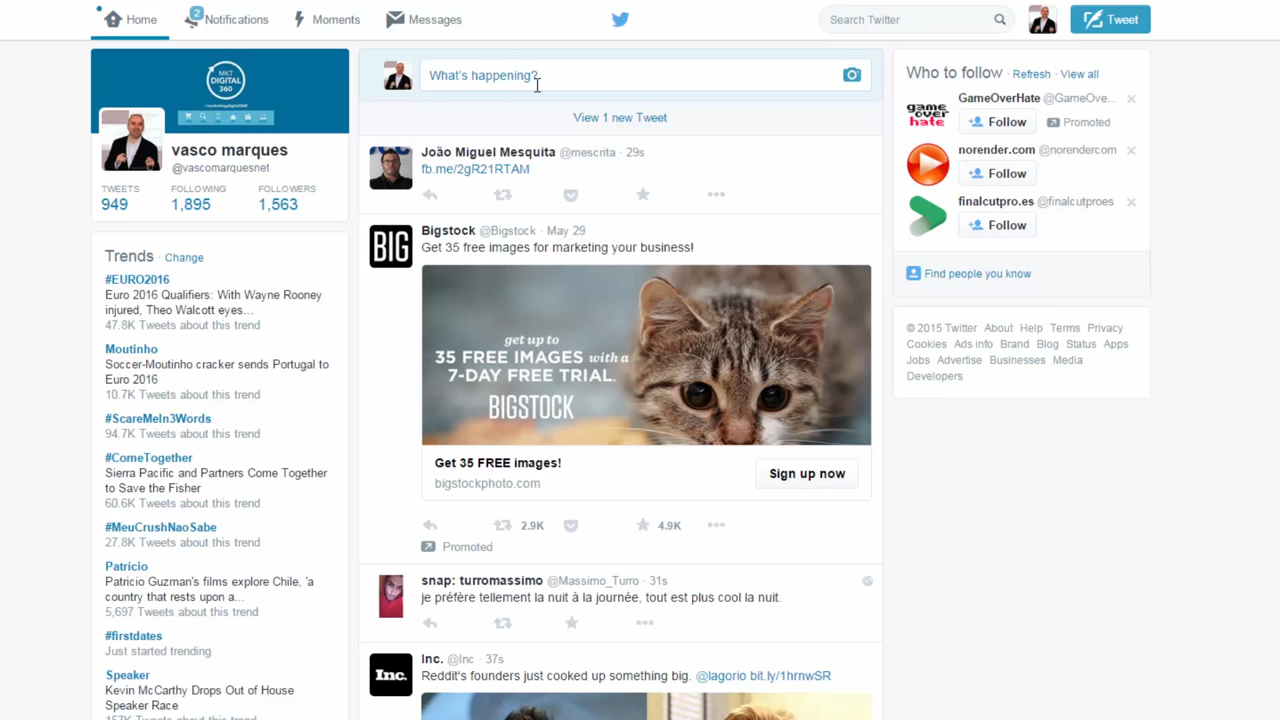 Home
2
Notifications
Moments
Messages
Search Twitter
Tweet
MKT
DIGITAL
360
vasco marques
@vascomarquesnet
TWEETS FOLLOWING FOLLOWERS
949 1,895 1,563
Trends · Change
#EURO2016
Euro 2016 Qualifiers: With Wayne Rooney
injured, Theo Walcott eyes...
47.8K Tweets about this trend
Moutinho
Soccer-Moutinho cracker sends Portugal to
Euro 2016
10.7K Tweets about this trend
#ScareMeIn3Words
94.7K Tweets about this trend
#ComeTogether
Sierra Pacific and Partners Come Together
to Save the Fisher
60.6K Tweets about this trend
#MeuCrushNaoSabe
27.8K Tweets about this trend
Patricio
Patricio Guzman's films explore Chile, 'a
country that rests upon a...
5,697 Tweets about this trend
#firstdates
Just started trending
Speaker
Kevin McCarthy Drops Out of House
Speaker Race
157K Tweets about this trend
What's happening?
View 1 new Tweet
João Miguel Mesquita @mescrita · 29s
fb.me/2gR21RTAM
BIG
Bigstock @Bigstock · May 29
Get 35 free images for marketing your business!
get up to
35 FREE IMAGES with a
7-DAY FREE TRIAL.
BIGSTOCK
Get 35 FREE images!
bigstockphoto.com
Sign up now
2.9K 4.9K
Promoted
snap: turromassimo @Massimo_Turro · 31s
je préfère tellement la nuit à la journée, tout est plus cool la nuit.
Inc.
Inc. @Inc · 37s
Reddit's founders just cooked up something big. @lagorio bit.ly/1hrnwSR
Who to follow · Refresh · View all
game
over
hate
GameOverHate @GameOve...
Follow
Promoted
norender.com @norendercom
Follow
finalcutpro.es @finalcutproes
Follow
Find people you know
© 2015 Twitter About Help Terms Privacy
Cookies Ads info Brand Blog Status Apps
Jobs Advertise Businesses Media
Developers